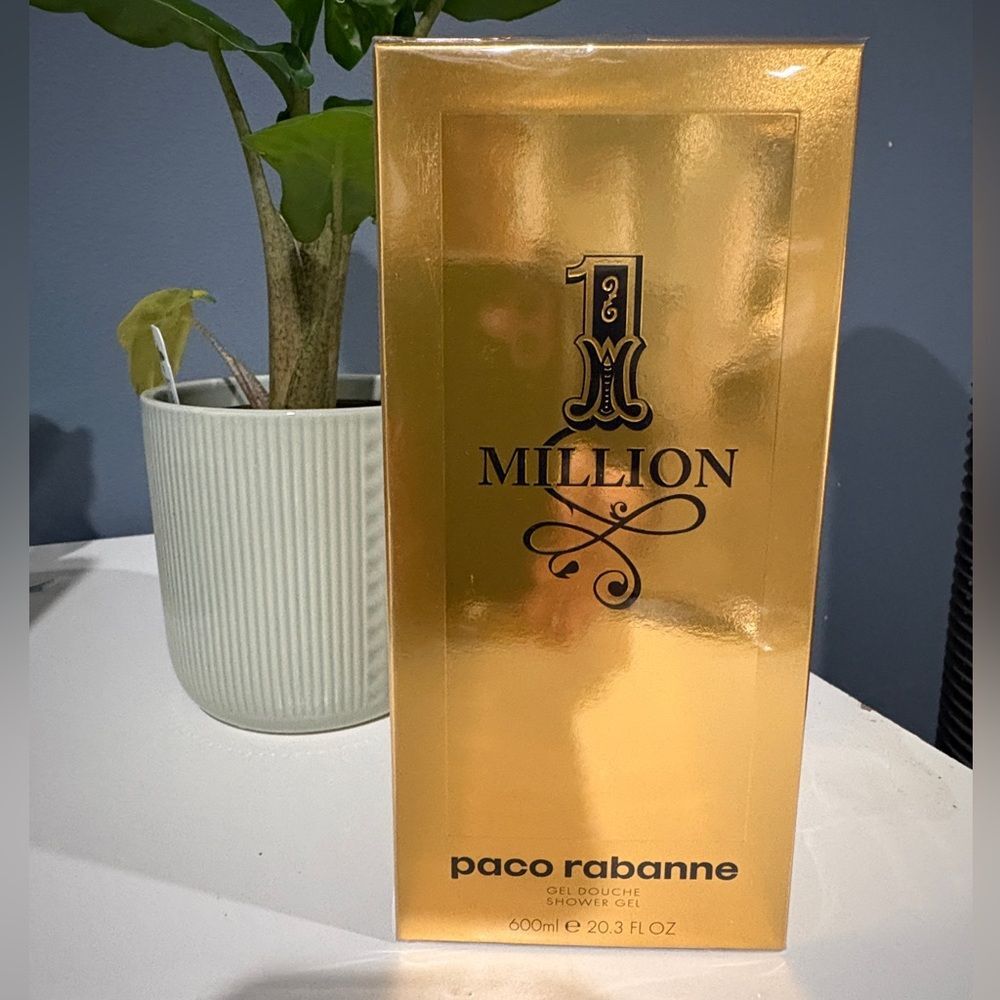 1
MILLION
paco rabanne
GEL DOUCHE
SHOWER GEL
600ml e 20.3 FL OZ